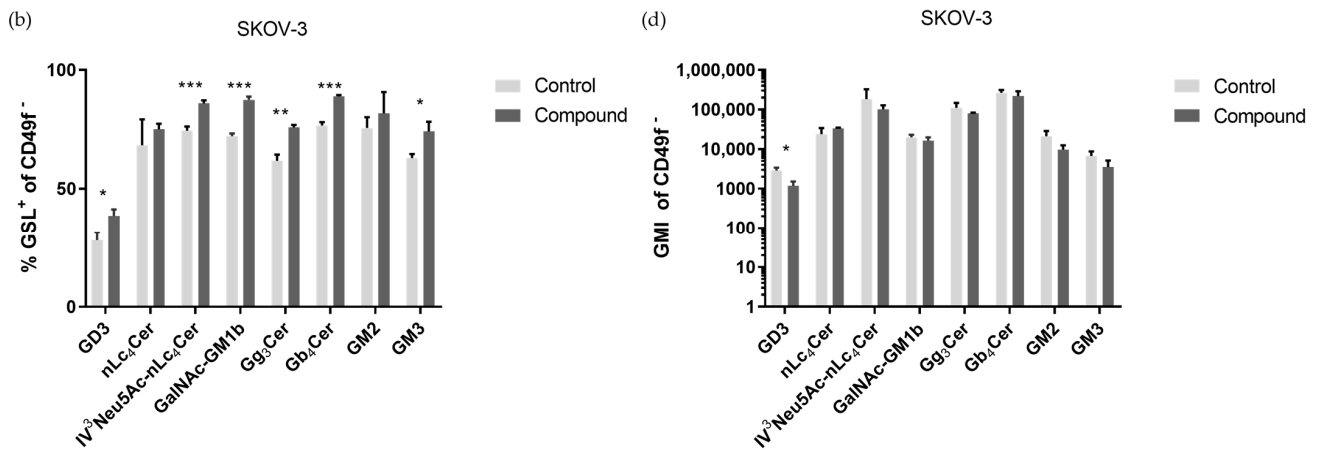 (b)
SKOV-3
% GSL⁺ of CD49f⁻
100
50
0
*
***
***
**
***
*
GD3
nLc₄Cer
IV³Neu5Ac-nLc₄Cer
GalNAc-GM1b
Gg₃Cer
Gb₄Cer
GM2
GM3
Control
Compound
(d)
SKOV-3
GMI of CD49f⁻
1,000,000
100,000
10,000
1000
100
10
1
*
GD3
nLc₄Cer
IV³Neu5Ac-nLc₄Cer
GalNAc-GM1b
Gg₃Cer
Gb₄Cer
GM2
GM3
Control
Compound